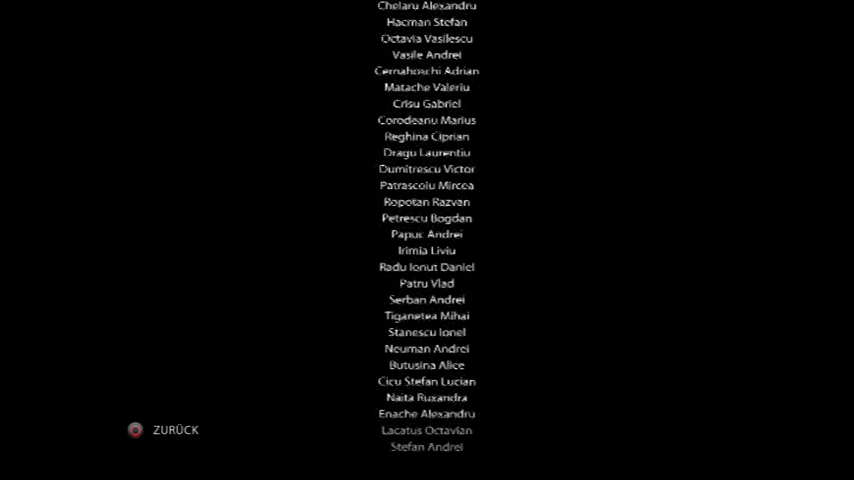 Chelaru Alexandru
Hacman Stefan
Octavia Vasilescu
Vasile Andrei
Cernahoschi Adrian
Matache Valeriu
Crisu Gabriel
Corodeanu Marius
Reghina Ciprian
Dragu Laurentiu
Dumitrescu Victor
Patrascoiu Mircea
Ropotan Razvan
Petrescu Bogdan
Papuc Andrei
Irimia Liviu
Radu Ionut Daniel
Patru Vlad
Serban Andrei
Tiganetea Mihai
Stanescu Ionel
Neuman Andrei
Butusina Alice
Cicu Stefan Lucian
Naita Ruxandra
Enache Alexandru
Lacatus Octavian
ZURÜCK
Stefan Andrei